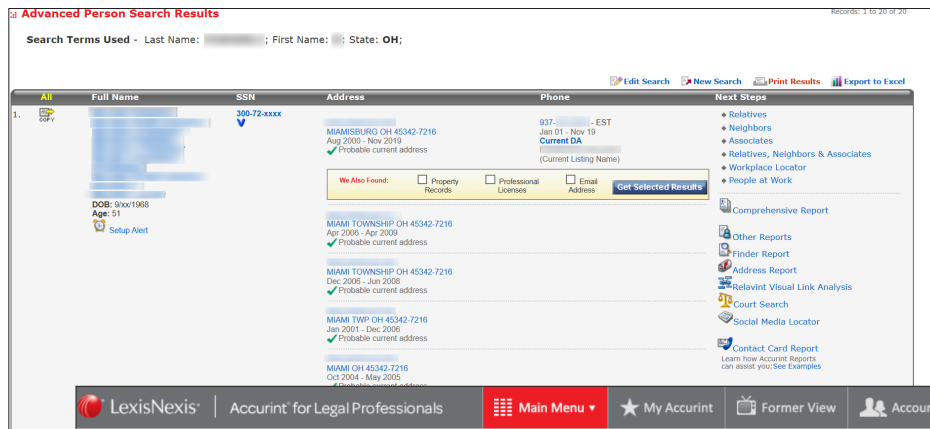 Advanced Person Search Results
Records: 1 to 20 of 20
Search Terms Used - Last Name: ; First Name: ; State: OH;
Edit Search New Search Print Results Export to Excel
All Full Name SSN Address Phone Next Steps
1. COPY
300-72-xxxx
DOB: 9/xx/1968
Age: 51
Setup Alert
MIAMISBURG OH 45342-7216
Aug 2000 - Nov 2019
Probable current address
937- - EST
Jan 01 - Nov 19
Current DA
(Current Listing Name)
We Also Found: Property Records Professional Licenses Email Address Get Selected Results
MIAMI TOWNSHIP OH 45342-7216
Apr 2006 - Apr 2009
Probable current address
MIAMI TOWNSHIP OH 45342-7216
Dec 2006 - Jun 2008
Probable current address
MIAMI TWP OH 45342-7216
Jan 2001 - Dec 2006
Probable current address
MIAMI OH 45342-7216
Oct 2004 - May 2005
Probable current address
Relatives
Neighbors
Associates
Relatives, Neighbors & Associates
Workplace Locator
People at Work
Comprehensive Report
Other Reports
Finder Report
Address Report
Relavint Visual Link Analysis
Court Search
Social Media Locator
Contact Card Report
Learn how Accurint Reports
can assist you:See Examples
LexisNexis® Accurint® for Legal Professionals Main Menu My Accurint Former View Accour